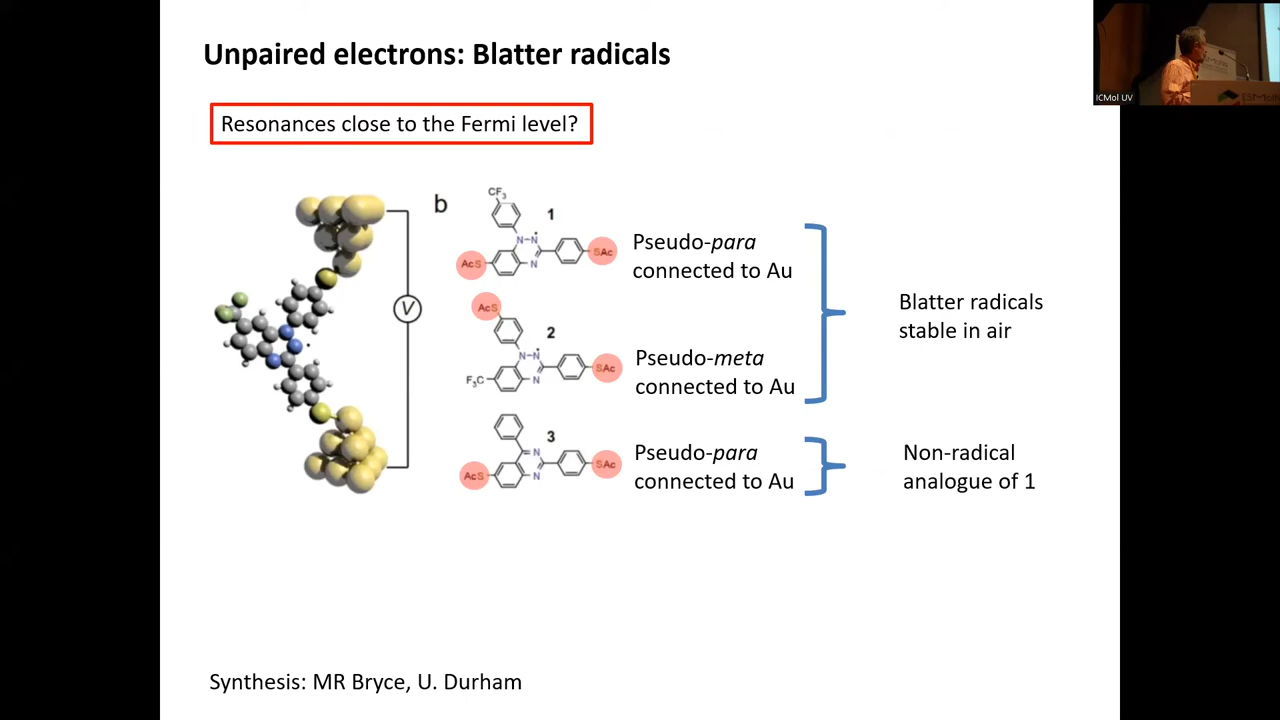 Unpaired electrons: Blatter radicals
Resonances close to the Fermi level?
ICMol UV
b
V
CF3
1
N
N
N
AcS
SAc
Pseudo-para
connected to Au
AcS
2
N
N
N
F3C
SAc
Pseudo-meta
connected to Au
Blatter radicals
stable in air
3
N
N
AcS
SAc
Pseudo-para
connected to Au
Non-radical
analogue of 1
Synthesis: MR Bryce, U. Durham